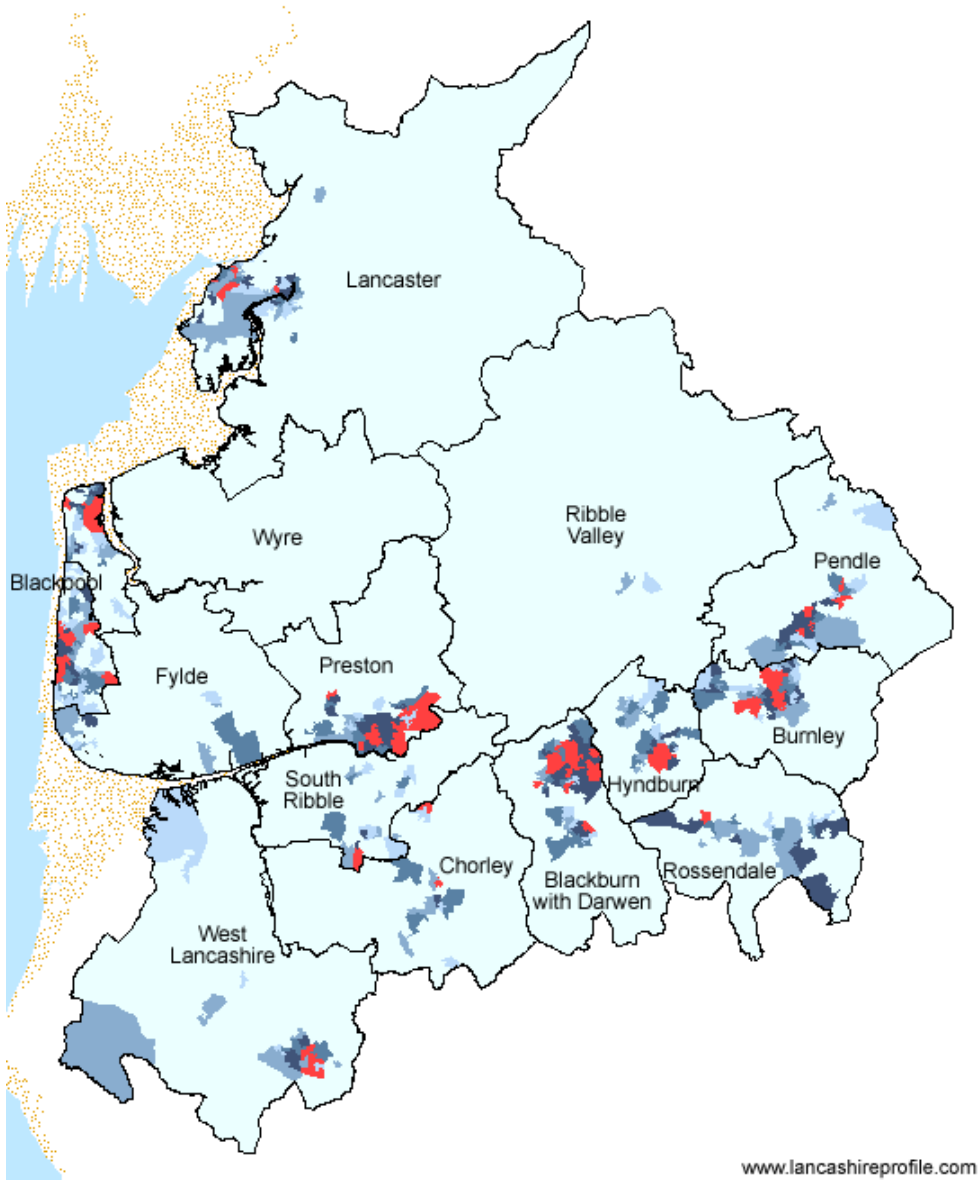 Lancaster
Wyre
Ribble
Valley
Pendle
Blackpool
Preston
Fylde
Burnley
South
Ribble
Hyndburn
Chorley
Rossendale
Blackburn
with Darwen
West
Lancashire
www.lancashireprofile.com